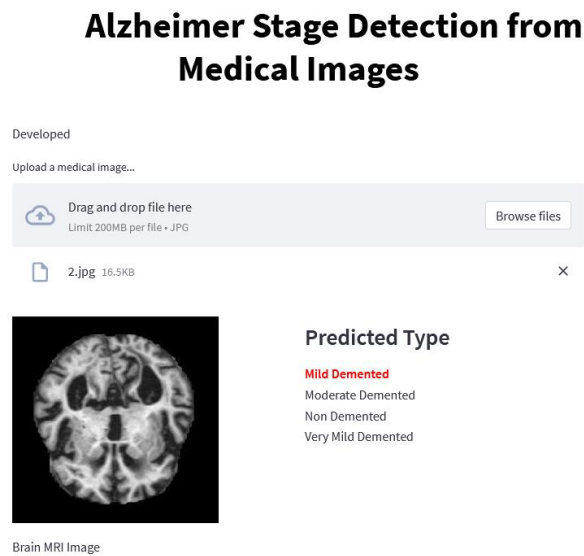 Alzheimer Stage Detection from
Medical Images
Developed
Upload a medical image...
Drag and drop file here
Limit 200MB per file • JPG
Browse files
2.jpg 16.5KB
Predicted Type
Mild Demented
Moderate Demented
Non Demented
Very Mild Demented
Brain MRI Image